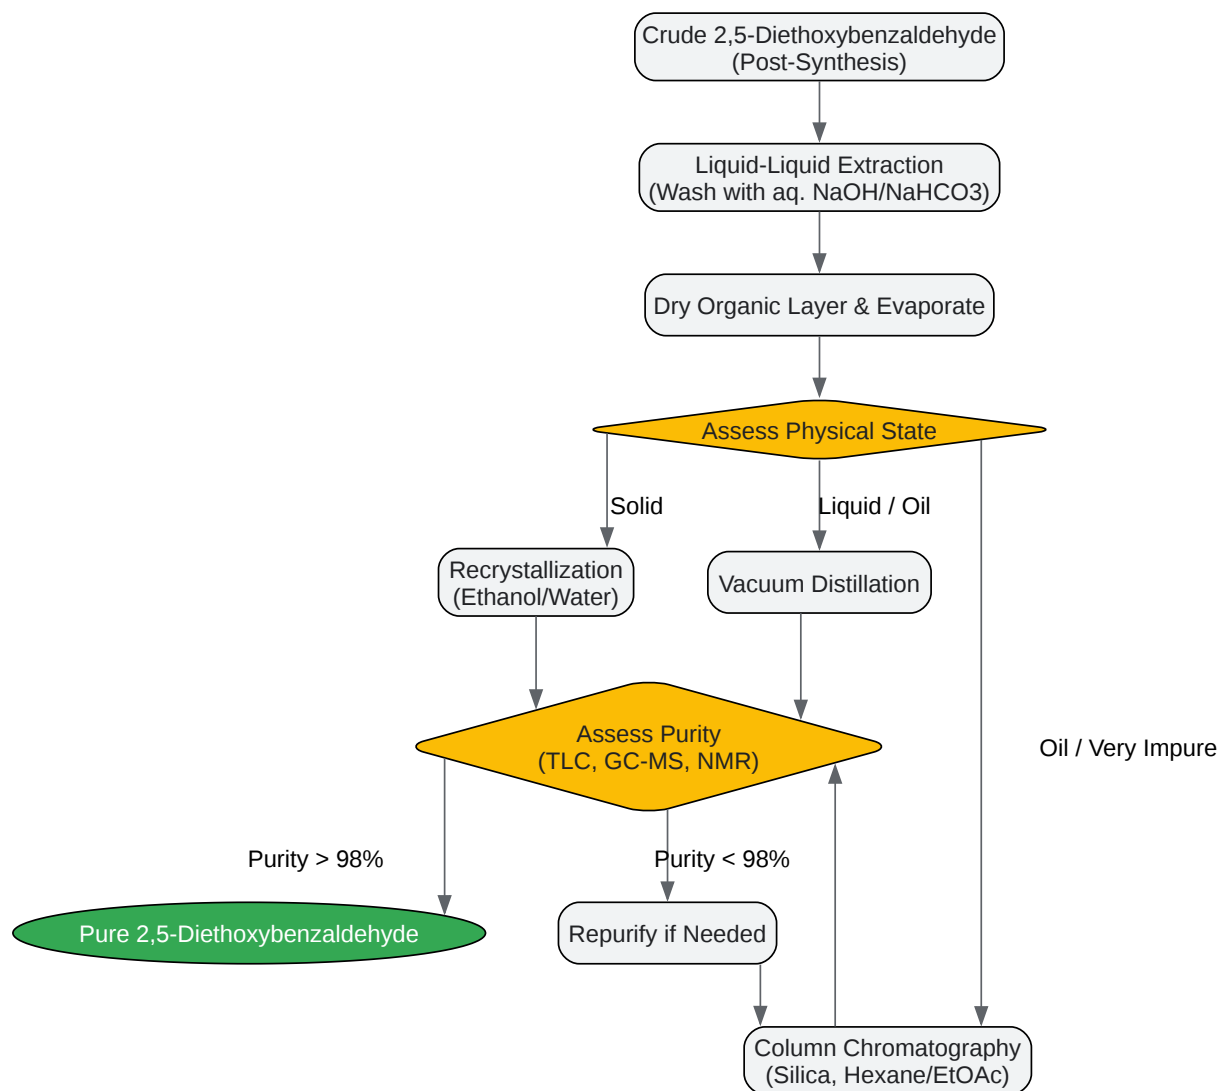 Crude 2,5-Diethoxybenzaldehyde
(Post-Synthesis)
Liquid-Liquid Extraction
(Wash with aq. NaOH/NaHCO3)
Dry Organic Layer & Evaporate
Assess Physical State
Solid
Liquid / Oil
Recrystallization
(Ethanol/Water)
Vacuum Distillation
Assess Purity
(TLC, GC-MS, NMR)
Oil / Very Impure
Purity > 98%
Purity < 98%
Pure 2,5-Diethoxybenzaldehyde
Repurify if Needed
Column Chromatography
(Silica, Hexane/EtOAc)